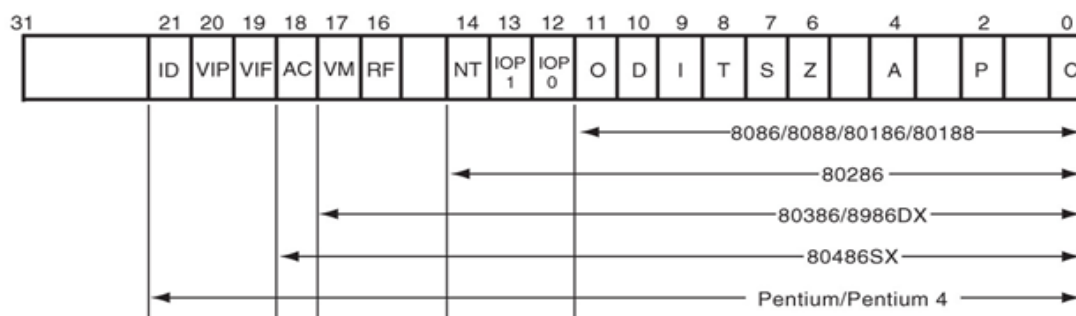 31 21 20 19 18 17 16 14 13 12 11 10 9 8 7 6 4 2 0
ID VIP VIF AC VM RF NT IOP 1 IOP 0 O D I T S Z A P C
8086/8088/80186/80188
80286
80386/8986DX
80486SX
Pentium/Pentium 4